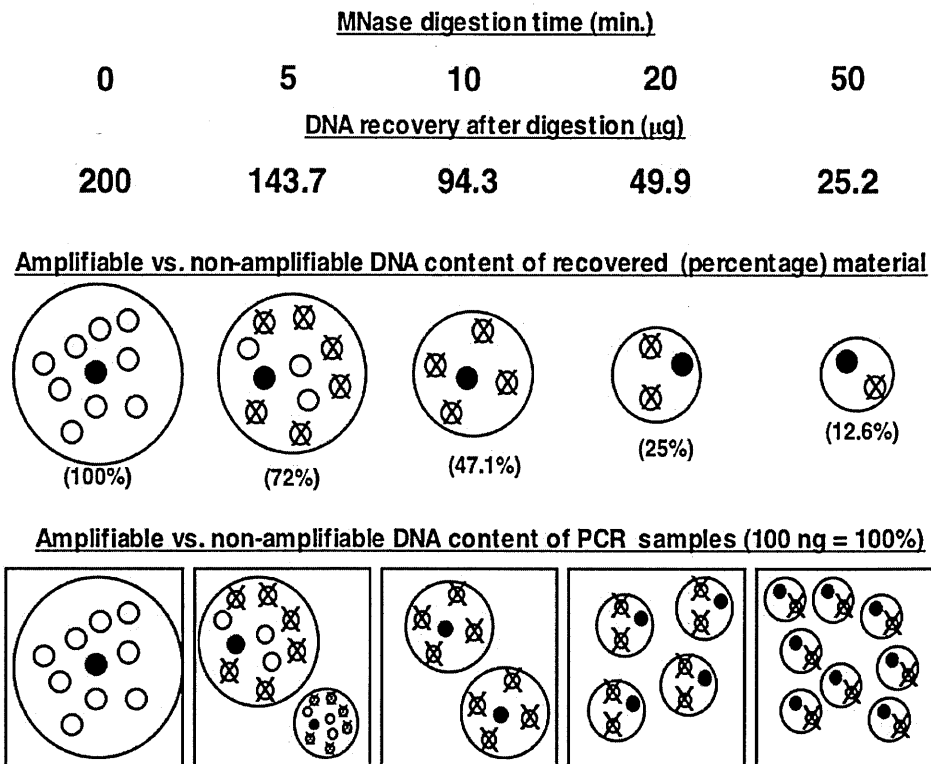 MNase digestion time (min.)
0 5 10 20 50
DNA recovery after digestion (µg)
200 143.7 94.3 49.9 25.2
Amplifiable vs. non-amplifiable DNA content of recovered (percentage) material
(100%) (72%) (47.1%) (25%) (12.6%)
Amplifiable vs. non-amplifiable DNA content of PCR samples (100 ng = 100%)